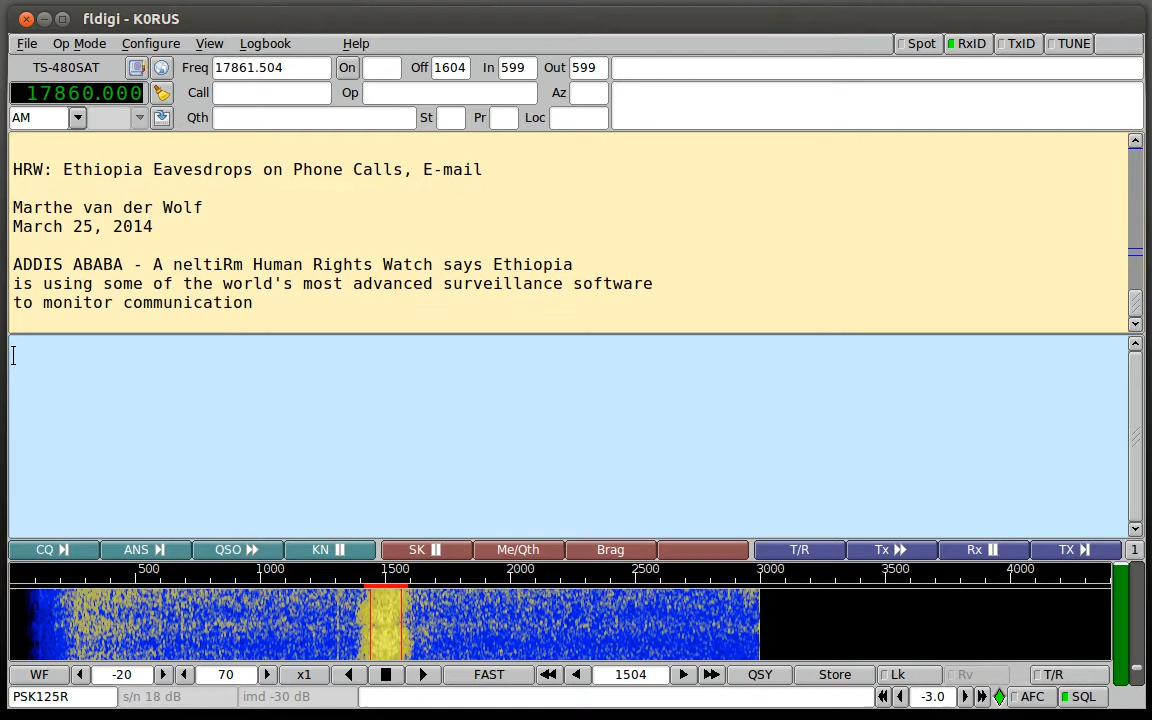 fldigi - K0RUS
File Op Mode Configure View Logbook Help Spot RxID TxID TUNE
TS-480SAT Freq 17861.504 On Off 1604 In 599 Out 599
17860.000 Call Op Az
AM Qth St Pr Loc
HRW: Ethiopia Eavesdrops on Phone Calls, E-mail
Marthe van der Wolf
March 25, 2014
ADDIS ABABA - A neltiRm Human Rights Watch says Ethiopia
is using some of the world's most advanced surveillance software
to monitor communication
CQ ANS QSO KN SK Me/Qth Brag T/R Tx Rx TX 1
500 1000 1500 2000 2500 3000 3500 4000
WF -20 70 x1 FAST 1504 QSY Store Lk Rv T/R
PSK125R s/n 18 dB imd -30 dB -3.0 AFC SQL